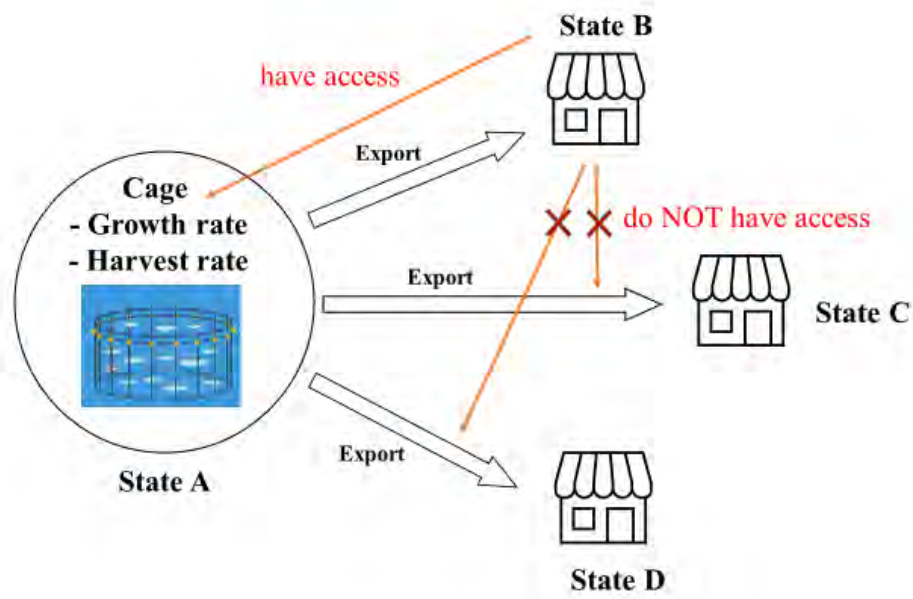 State B
have access
Export
Cage
- Growth rate
- Harvest rate
do NOT have access
Export
State C
Export
State A
State D